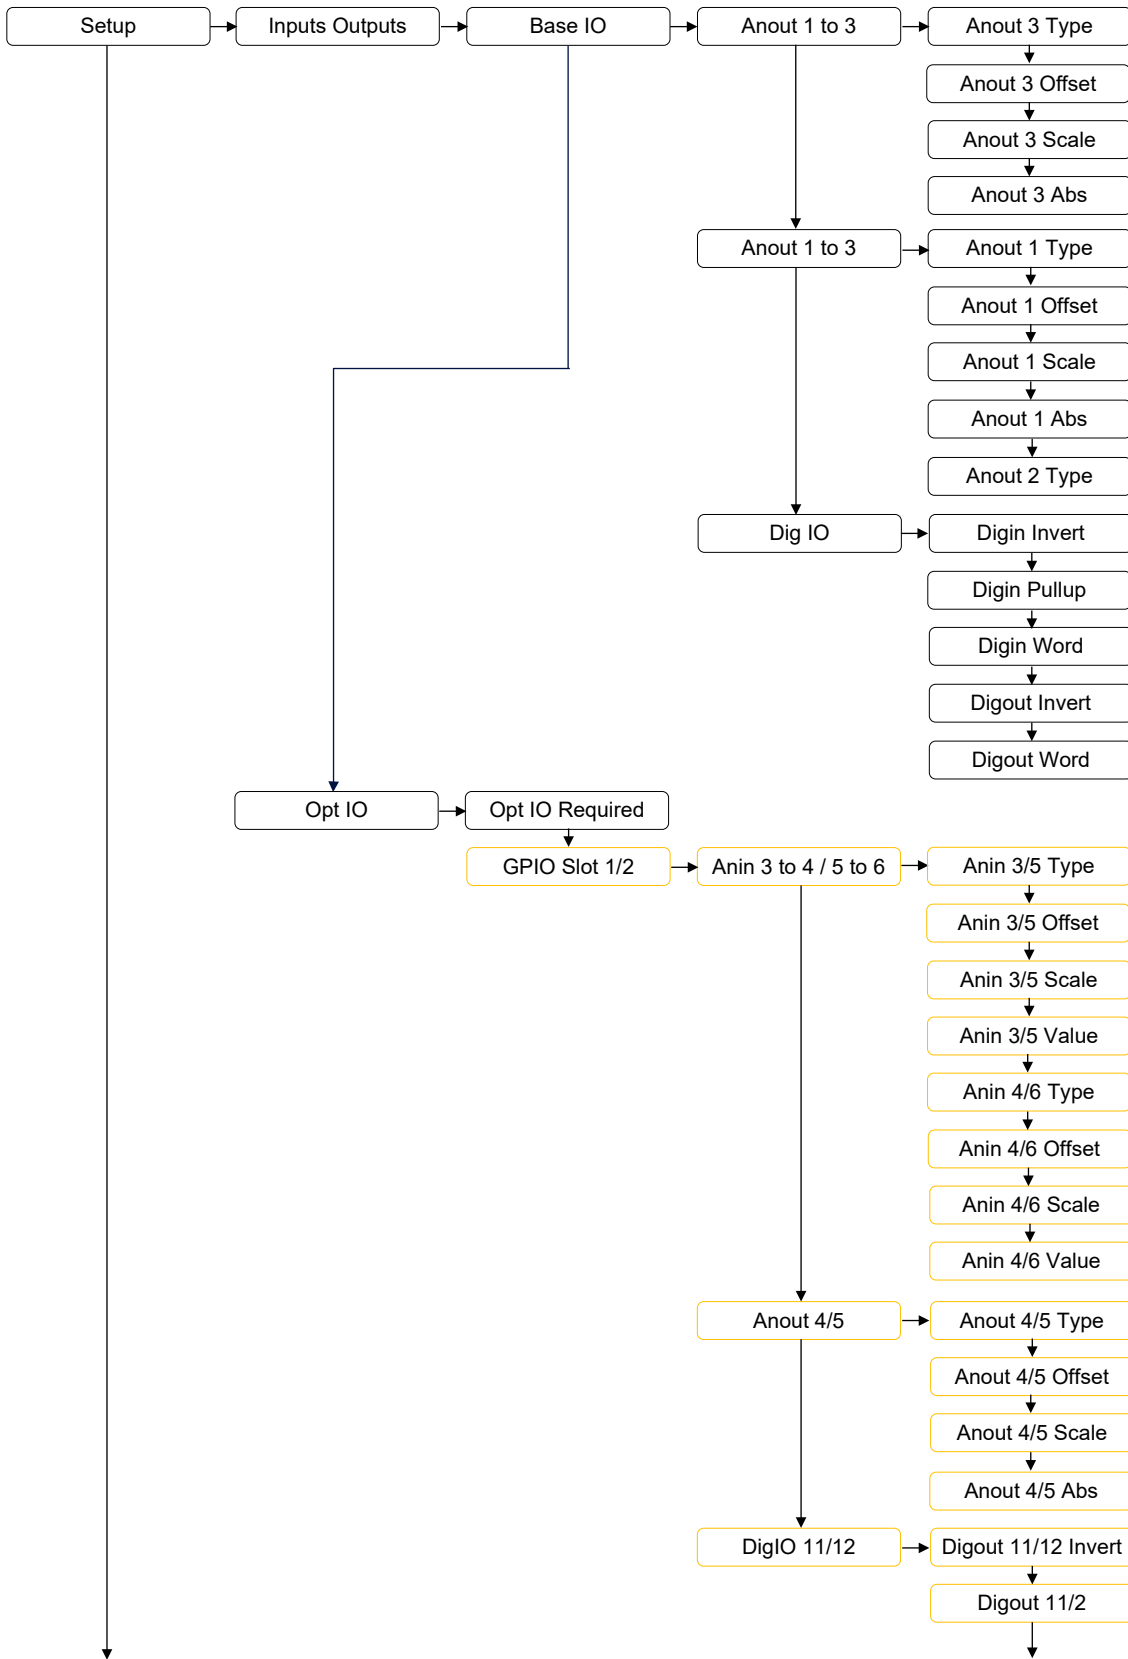 Setup
Inputs Outputs
Base IO
Anout 1 to 3
Anout 3 Type
Anout 3 Offset
Anout 3 Scale
Anout 3 Abs
Anout 1 to 3
Anout 1 Type
Anout 1 Offset
Anout 1 Scale
Anout 1 Abs
Anout 2 Type
Dig IO
Digin Invert
Digin Pullup
Digin Word
Digout Invert
Digout Word
Opt IO
Opt IO Required
GPIO Slot 1/2
Anin 3 to 4 / 5 to 6
Anin 3/5 Type
Anin 3/5 Offset
Anin 3/5 Scale
Anin 3/5 Value
Anin 4/6 Type
Anin 4/6 Offset
Anin 4/6 Scale
Anin 4/6 Value
Anout 4/5
Anout 4/5 Type
Anout 4/5 Offset
Anout 4/5 Scale
Anout 4/5 Abs
DigIO 11/12
Digout 11/12 Invert
Digout 11/2